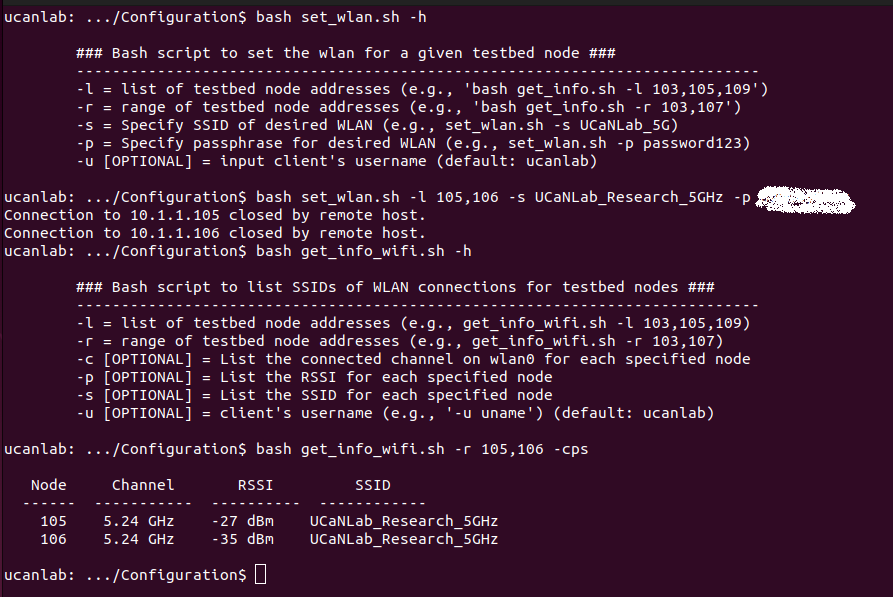 ucanlab: .../Configuration$ bash set_wlan.sh -h
### Bash script to set the wlan for a given testbed node ###
----------------------------------------------------------------------------
-l = list of testbed node addresses (e.g., 'bash get_info.sh -l 103,105,109')
-r = range of testbed node addresses (e.g., 'bash get_info.sh -r 103,107')
-s = Specify SSID of desired WLAN (e.g., set_wlan.sh -s UCaNLab_5G)
-p = Specify passphrase for desired WLAN (e.g., set_wlan.sh -p password123)
-u [OPTIONAL] = input client's username (default: ucanlab)
ucanlab: .../Configuration$ bash set_wlan.sh -l 105,106 -s UCaNLab_Research_5GHz -p
Connection to 10.1.1.105 closed by remote host.
Connection to 10.1.1.106 closed by remote host.
ucanlab: .../Configuration$ bash get_info_wifi.sh -h
### Bash script to list SSIDs of WLAN connections for testbed nodes ###
----------------------------------------------------------------------------
-l = list of testbed node addresses (e.g., get_info_wifi.sh -l 103,105,109)
-r = range of testbed node addresses (e.g., get_info_wifi.sh -r 103,107)
-c [OPTIONAL] = List the connected channel on wlan0 for each specified node
-p [OPTIONAL] = List the RSSI for each specified node
-s [OPTIONAL] = List the SSID for each specified node
-u [OPTIONAL] = client's username (e.g., '-u uname') (default: ucanlab)
ucanlab: .../Configuration$ bash get_info_wifi.sh -r 105,106 -cps
Node Channel RSSI SSID
------ ----------- ---------- ------------
105 5.24 GHz -27 dBm UCaNLab_Research_5GHz
106 5.24 GHz -35 dBm UCaNLab_Research_5GHz
ucanlab: .../Configuration$